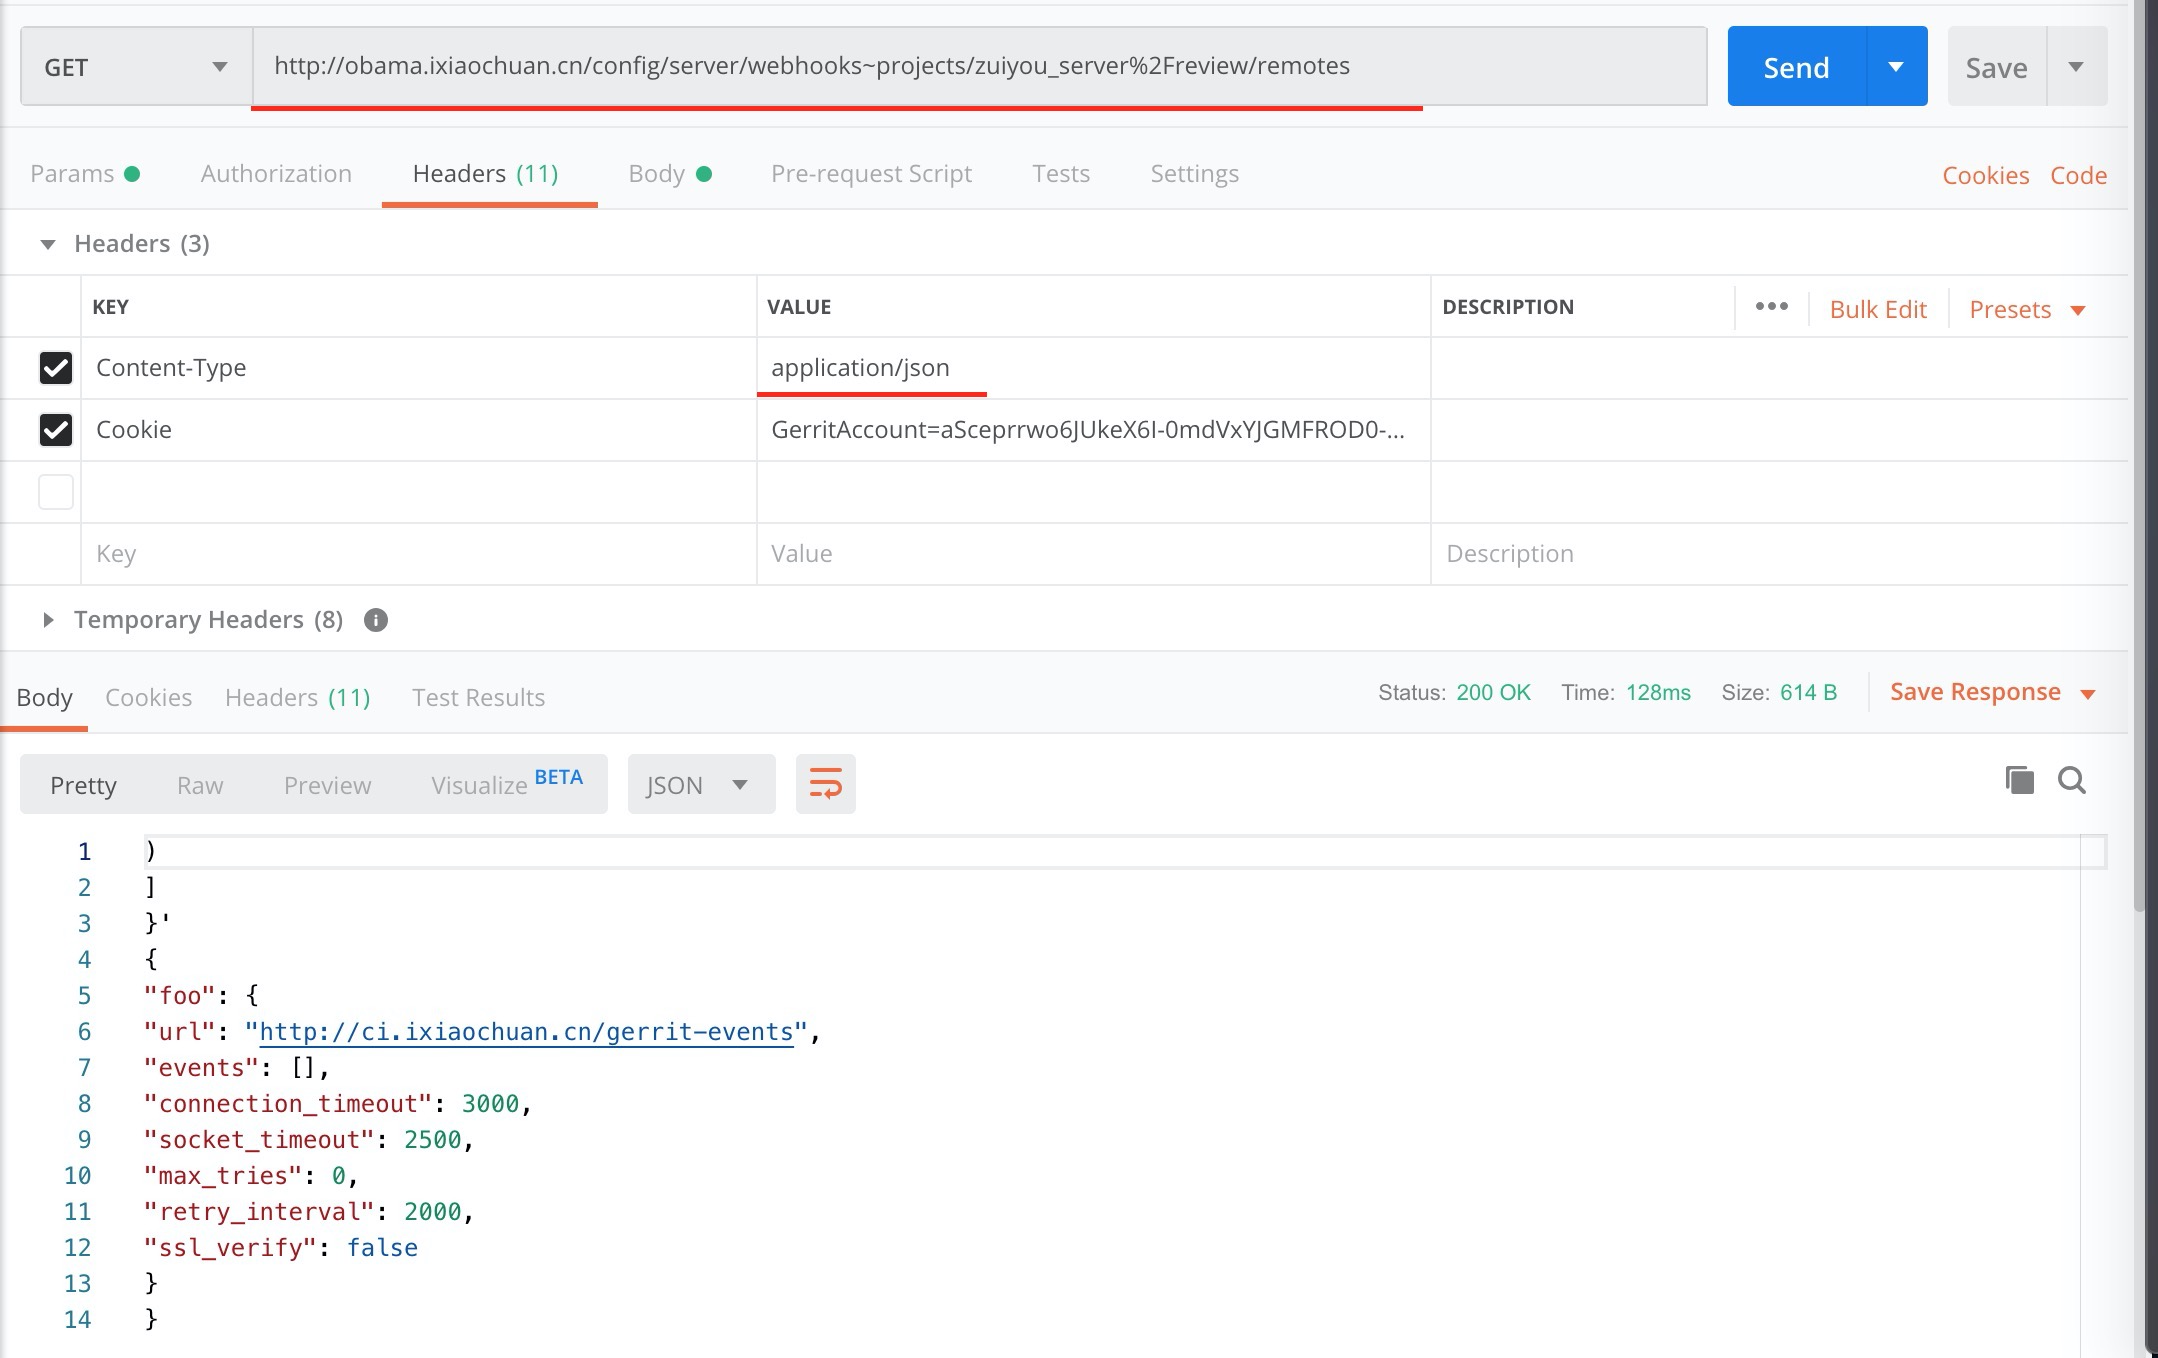 GET http://obama.ixiaochuan.cn/config/server/webhooks~projects/zuiyou_server%2Freview/remotes Send Save
Params Authorization Headers (11) Body Pre-request Script Tests Settings Cookies Code
Headers (3)
KEY VALUE DESCRIPTION ••• Bulk Edit Presets
Content-Type application/json
Cookie GerritAccount=aSceprrwo6JUkeX6I-0mdVxYJGMFROD0-...
Key Value Description
Temporary Headers (8) i
Body Cookies Headers (11) Test Results Status: 200 OK Time: 128ms Size: 614 B Save Response
Pretty Raw Preview Visualize BETA JSON
1 )
2 ]
3 }'
4 {
5 "foo": {
6 "url": "http://ci.ixiaochuan.cn/gerrit-events",
7 "events": [],
8 "connection_timeout": 3000,
9 "socket_timeout": 2500,
10 "max_tries": 0,
11 "retry_interval": 2000,
12 "ssl_verify": false
13 }
14 }